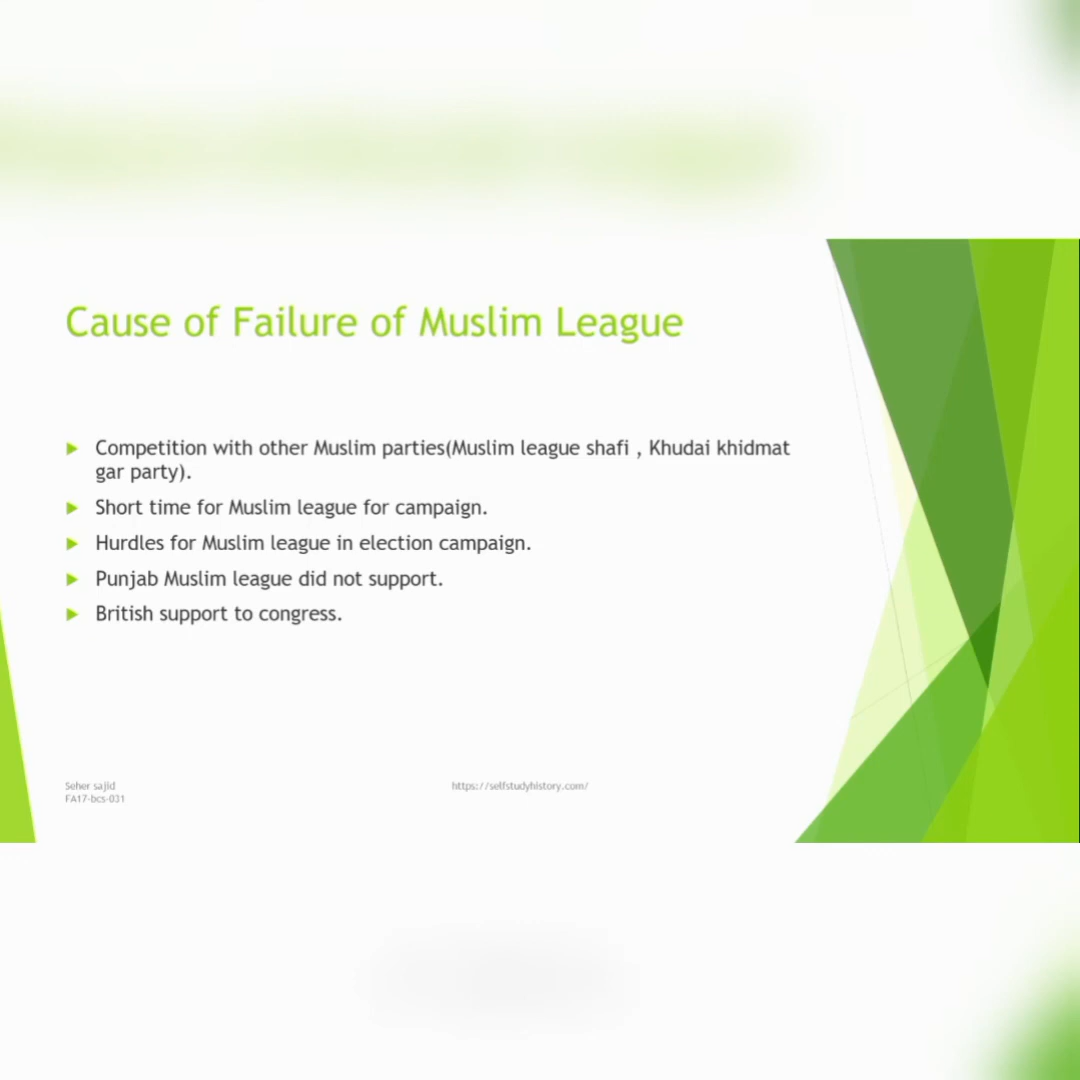 Cause of Failure of Muslim League
Competition with other Muslim parties(Muslim league shafi , Khudai khidmat
gar party).
Short time for Muslim league for campaign.
Hurdles for Muslim league in election campaign.
Punjab Muslim league did not support.
British support to congress.
Seher sajid
FA17-bcs-031
https://selfstudyhistory.com/